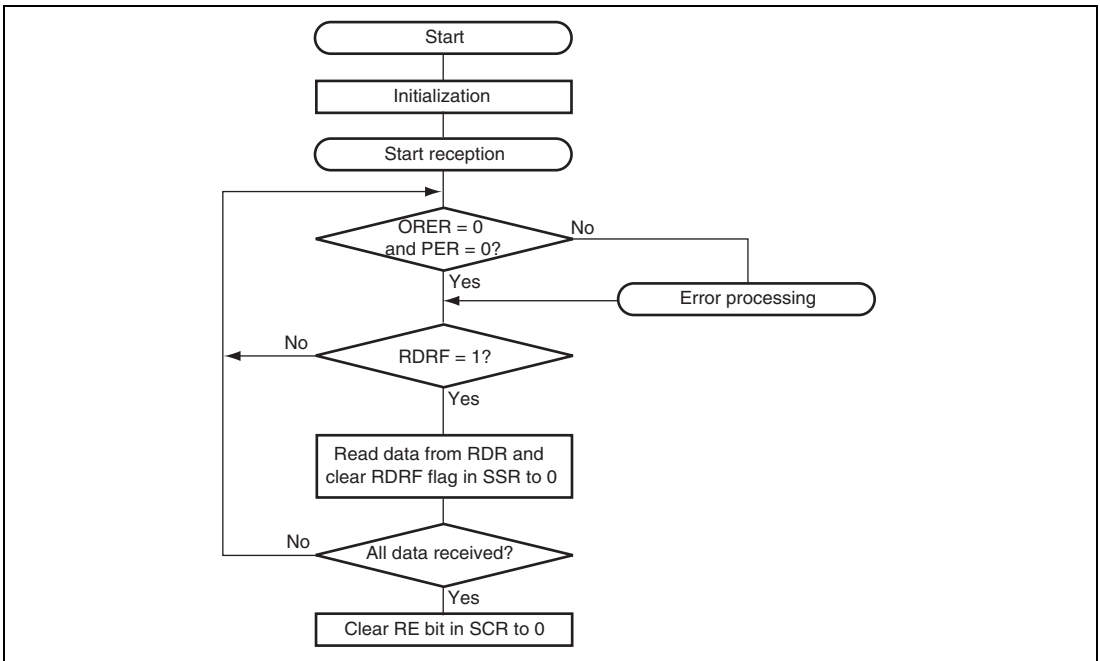 Start
Initialization
Start reception
ORER = 0
and PER = 0?
No
Yes
Error processing
No
RDRF = 1?
Yes
Read data from RDR and
clear RDRF flag in SSR to 0
No
All data received?
Yes
Clear RE bit in SCR to 0